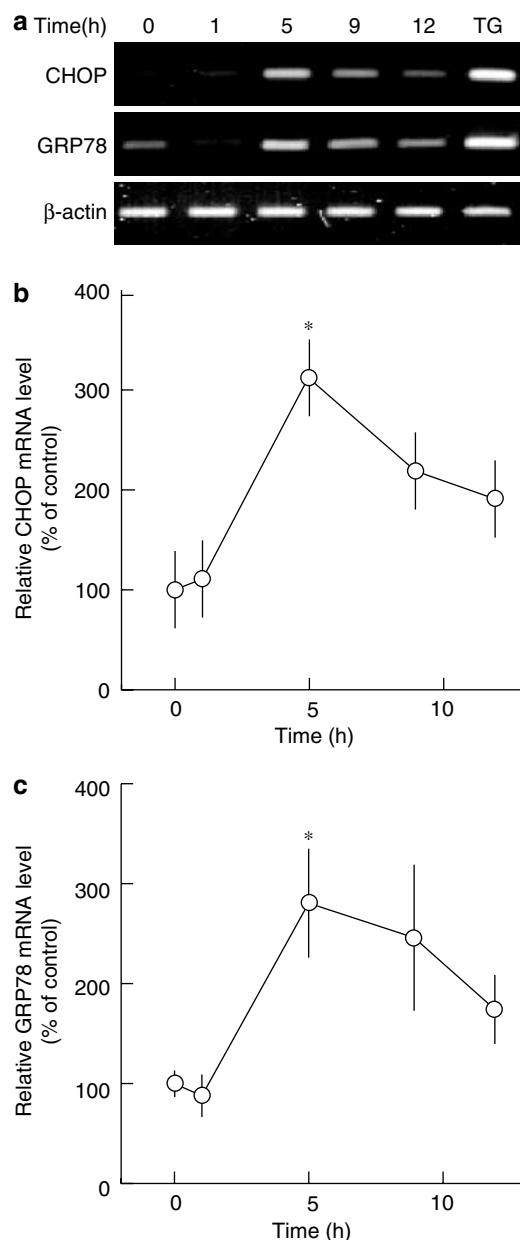 a Time(h) 0 1 5 9 12 TG
CHOP
GRP78
β-actin
b
Relative CHOP mRNA level
(% of control)
400
300
200
100
0
*
0 5 10
Time (h)
c
Relative GRP78 mRNA level
(% of control)
400
300
200
100
0
*
0 5 10
Time (h)